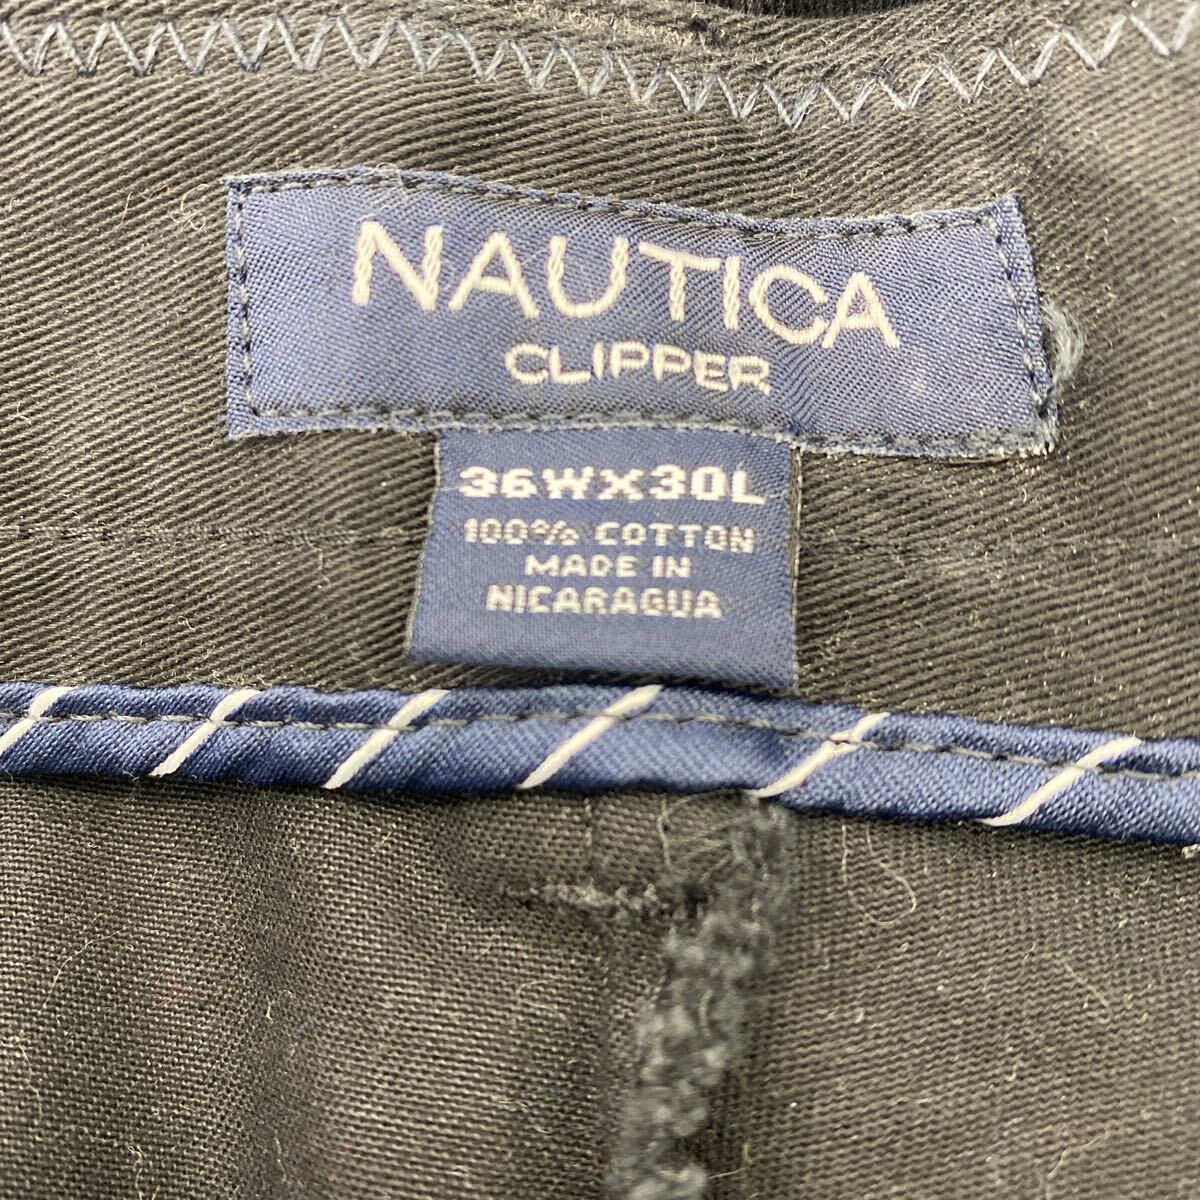 NAUTICA
CLIPPER
36WX30L
100% COTTON
MADE IN
NICARAGUA